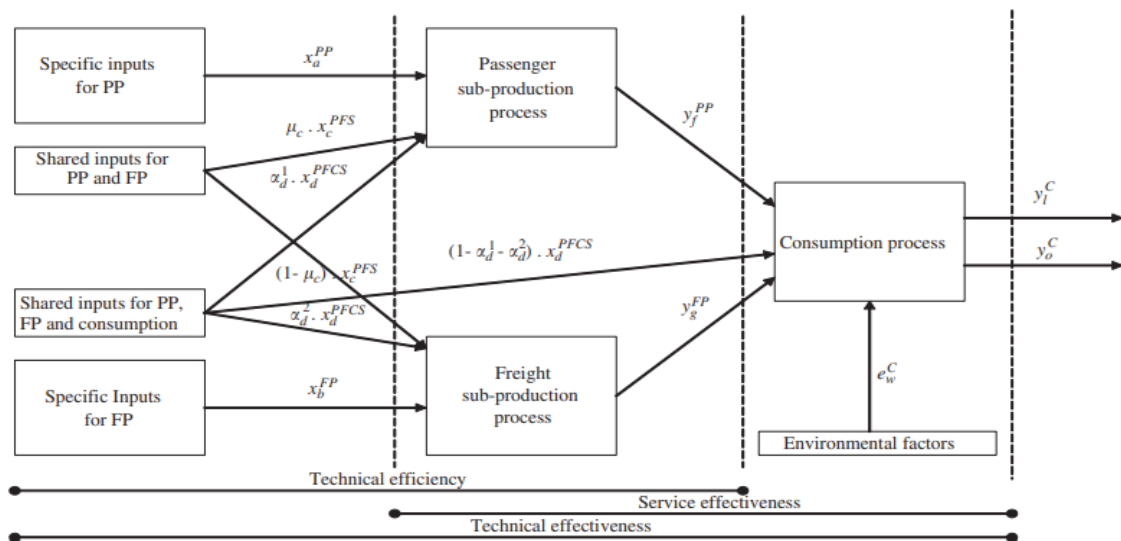 Specific inputs
for PP
x_a^{PP}
Passenger
sub-production
process
y_f^{PP}
μ_c . x_c^{PFS}
Shared inputs for
PP and FP
α_d^1 . x_d^{PFCS}
Consumption process
y_l^C
y_o^C
(1- α_d^1 - α_d^2) . x_d^{PFCS}
(1- μ_c) . x_c^{PFS}
Shared inputs for PP,
FP and consumption
α_d^2 . x_d^{PFCS}
y_g^{FP}
Specific Inputs
for FP
x_b^{FP}
Freight
sub-production
process
e_w^C
Environmental factors
Technical efficiency
Service effectiveness
Technical effectiveness